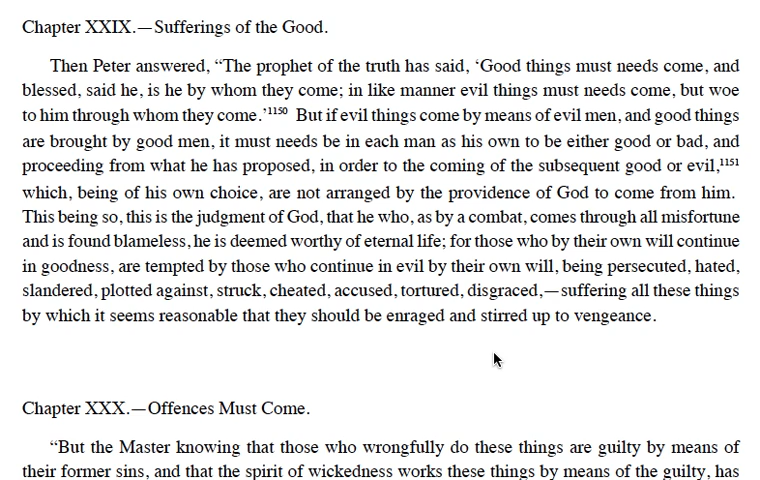 Chapter XXIX.—Sufferings of the Good.
Then Peter answered, “The prophet of the truth has said, ‘Good things must needs come, and
blessed, said he, is he by whom they come; in like manner evil things must needs come, but woe
to him through whom they come.’1150 But if evil things come by means of evil men, and good things
are brought by good men, it must needs be in each man as his own to be either good or bad, and
proceeding from what he has proposed, in order to the coming of the subsequent good or evil,1151
which, being of his own choice, are not arranged by the providence of God to come from him.
This being so, this is the judgment of God, that he who, as by a combat, comes through all misfortune
and is found blameless, he is deemed worthy of eternal life; for those who by their own will continue
in goodness, are tempted by those who continue in evil by their own will, being persecuted, hated,
slandered, plotted against, struck, cheated, accused, tortured, disgraced,—suffering all these things
by which it seems reasonable that they should be enraged and stirred up to vengeance.
Chapter XXX.—Offences Must Come.
“But the Master knowing that those who wrongfully do these things are guilty by means of
their former sins, and that the spirit of wickedness works these things by means of the guilty, has